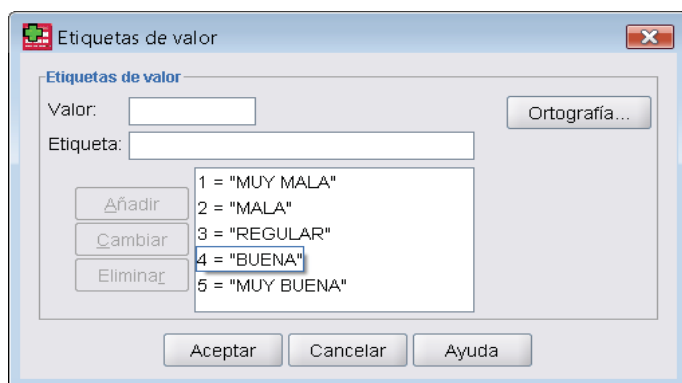 Etiquetas de valor
Etiquetas de valor
Valor:
Ortografía...
Etiqueta:
1 = "MUY MALA"
Añadir
2 = "MALA"
Cambiar
3 = "REGULAR"
4 = "BUENA"
Eliminar
5 = "MUY BUENA"
Aceptar
Cancelar
Ayuda